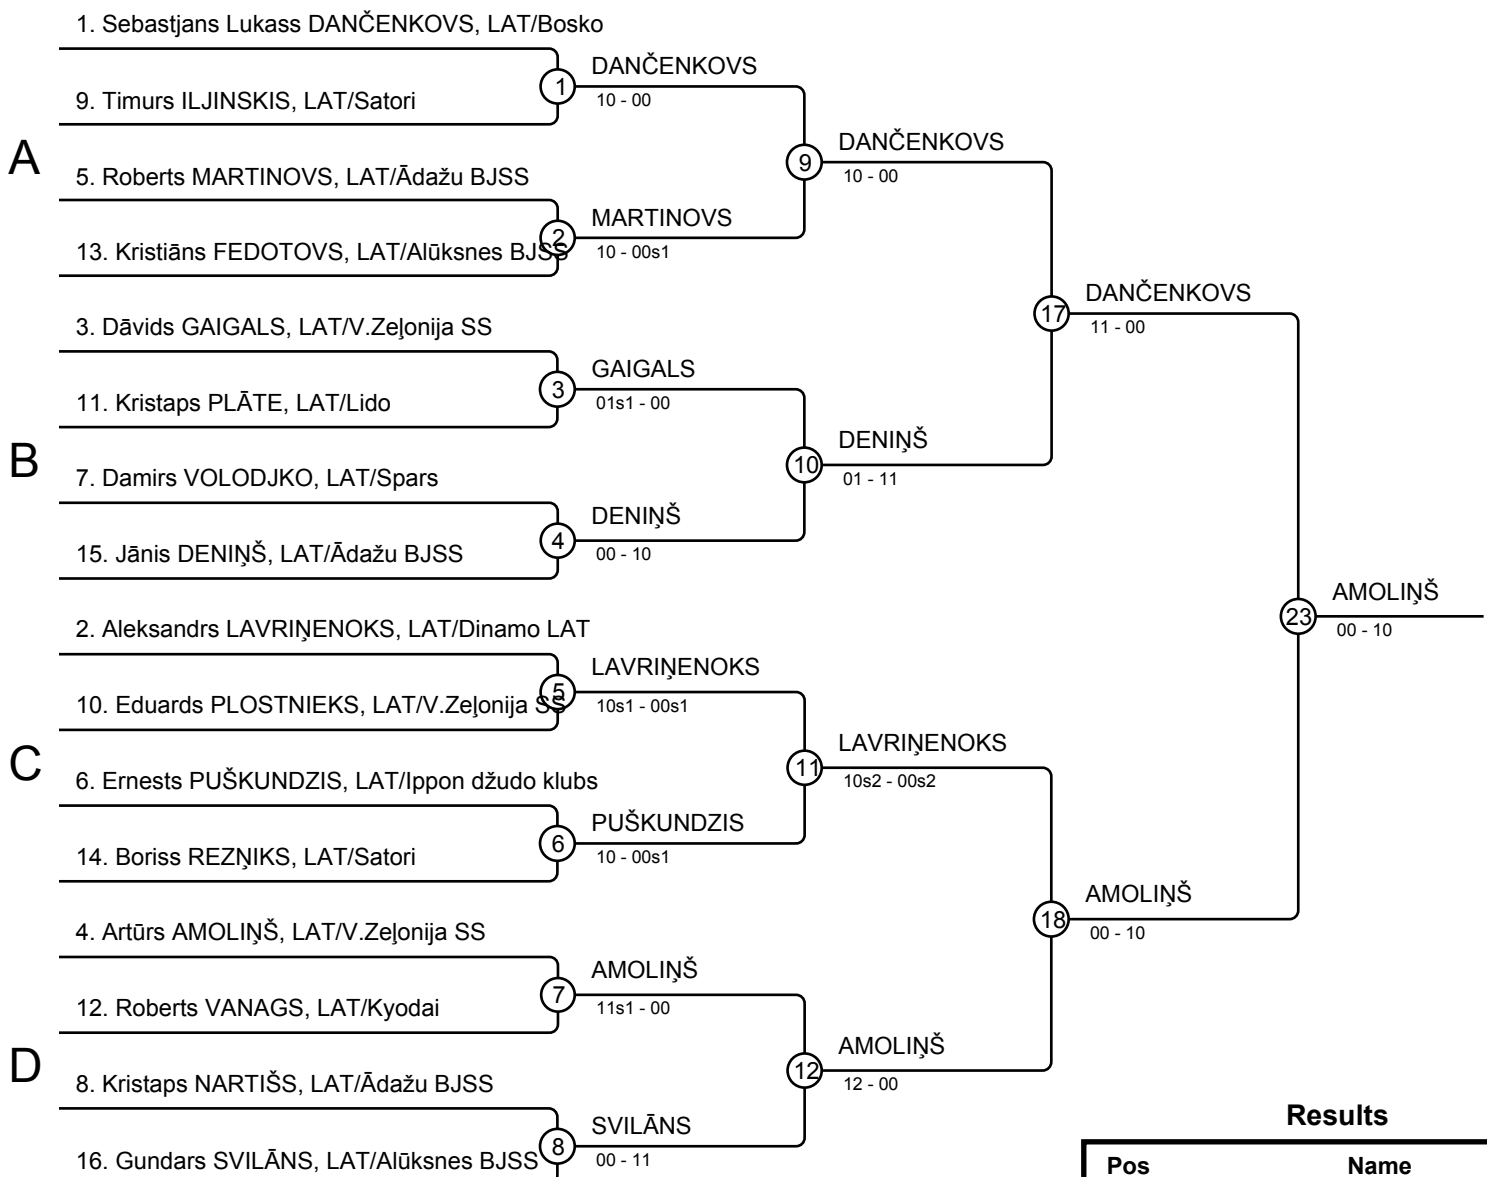 1. Sebastjans Lukass DANČENKOVS, LAT/Bosko
DANČENKOVS
1
10 - 00
9. Timurs ILJINSKIS, LAT/Satori
DANČENKOVS
9
10 - 00
A
5. Roberts MARTINOVS, LAT/Ādažu BJSS
MARTINOVS
2
10 - 00s1
13. Kristiāns FEDOTOVS, LAT/Alūksnes BJSS
DANČENKOVS
17
11 - 00
3. Dāvids GAIGALS, LAT/V.Zeļonija SS
GAIGALS
3
01s1 - 00
11. Kristaps PLĀTE, LAT/Lido
DENIŅŠ
B
10
01 - 11
7. Damirs VOLODJKO, LAT/Spars
DENIŅŠ
4
00 - 10
15. Jānis DENIŅŠ, LAT/Ādažu BJSS
AMOLIŅŠ
23
00 - 10
2. Aleksandrs LAVRIŅENOKS, LAT/Dinamo LAT
LAVRIŅENOKS
5
10s1 - 00s1
10. Eduards PLOSTNIEKS, LAT/V.Zeļonija SS
LAVRIŅENOKS
C
11
10s2 - 00s2
6. Ernests PUŠKUNDZIS, LAT/Ippon džudo klubs
PUŠKUNDZIS
6
10 - 00s1
14. Boriss REZŅIKS, LAT/Satori
AMOLIŅŠ
18
00 - 10
4. Artūrs AMOLIŅŠ, LAT/V.Zeļonija SS
AMOLIŅŠ
7
11s1 - 00
12. Roberts VANAGS, LAT/Kyodai
AMOLIŅŠ
D
12
12 - 00
8. Kristaps NARTIŠS, LAT/Ādažu BJSS
SVILĀNS
8
00 - 11
16. Gundars SVILĀNS, LAT/Alūksnes BJSS
Results
Pos Name